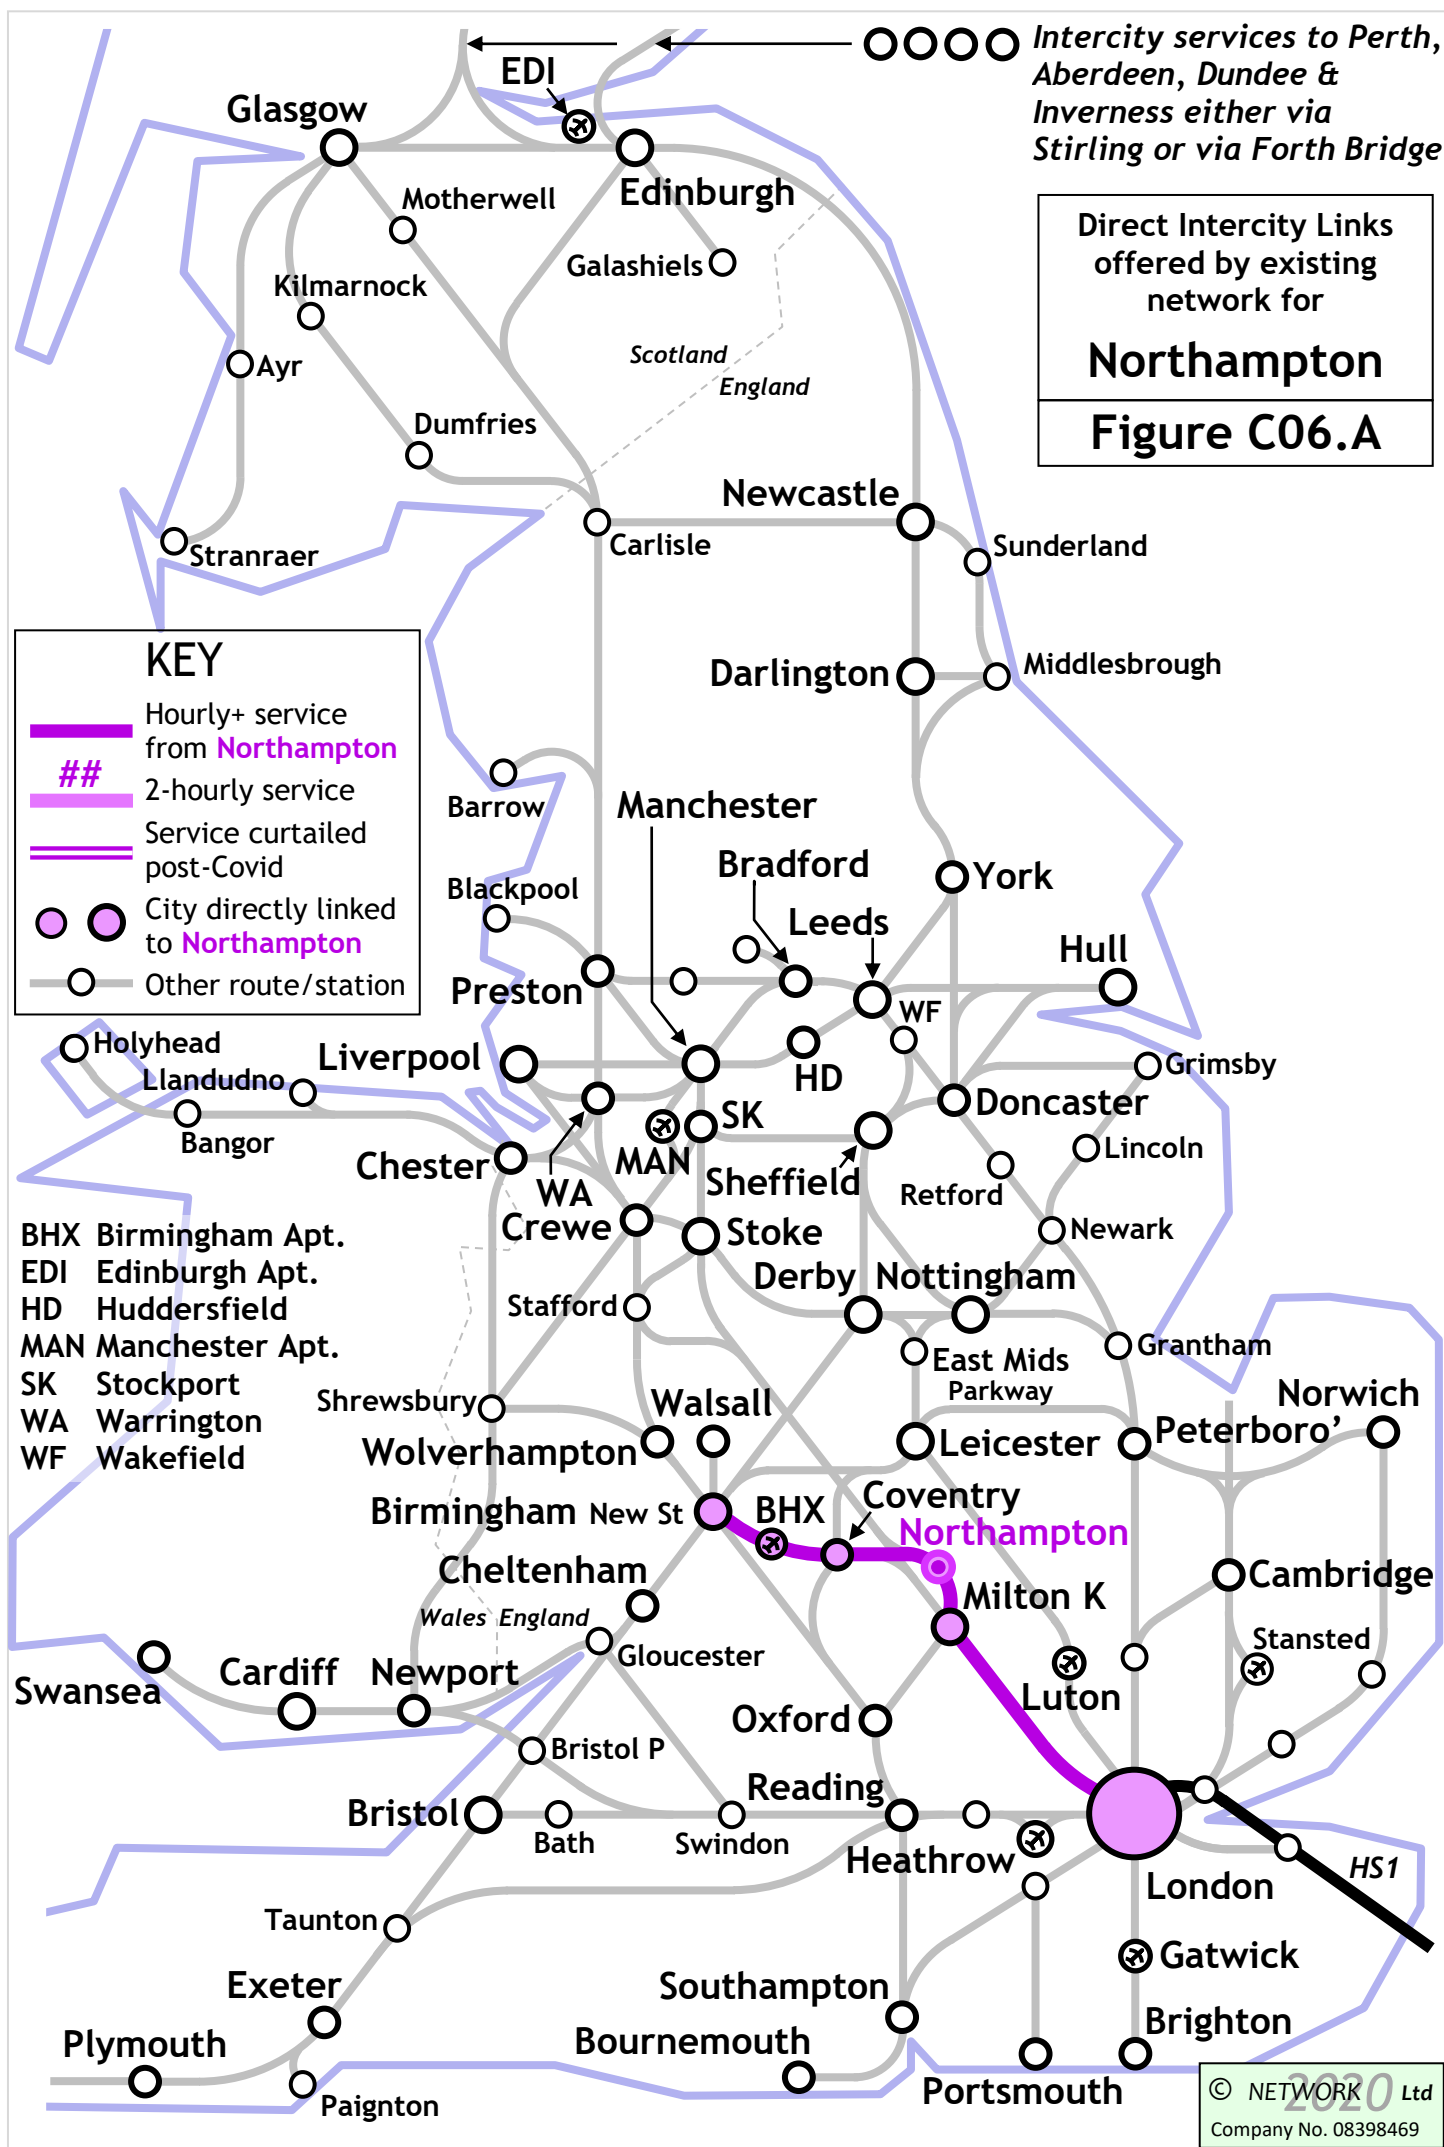 Intercity services to Perth,
Aberdeen, Dundee &
Inverness either via
Stirling or via Forth Bridge
Direct Intercity Links
offered by existing
network for
Northampton
Figure C06.A
EDI
Glasgow
Edinburgh
Motherwell
Galashiels
Kilmarnock
Scotland
England
Ayr
Dumfries
Newcastle
Carlisle
Sunderland
Stranraer
Darlington
Middlesbrough
KEY
Hourly+ service
from Northampton
##
2-hourly service
Service curtailed
post-Covid
City directly linked
to Northampton
Other route/station
Barrow
Manchester
Bradford
York
Blackpool
Leeds
Hull
Preston
WF
Holyhead
Liverpool
Llandudno
HD
Grimsby
Doncaster
SK
Bangor
Lincoln
Chester
MAN
WA
Sheffield
Retford
Crewe
Stoke
Newark
BHX Birmingham Apt.
EDI Edinburgh Apt.
HD Huddersfield
MAN Manchester Apt.
SK Stockport
WA Warrington
WF Wakefield
Derby
Nottingham
Stafford
Grantham
East Mids
Parkway
Shrewsbury
Walsall
Norwich
Wolverhampton
Leicester
Peterboro’
Birmingham New St
BHX
Coventry
Northampton
Cheltenham
Cambridge
Milton K
Wales England
Gloucester
Stansted
Swansea
Cardiff
Newport
Luton
Oxford
Bristol P
Reading
Bristol
Bath
Swindon
Heathrow
HS1
London
Taunton
Gatwick
Exeter
Southampton
Brighton
Plymouth
Bournemouth
Portsmouth
Paignton
© NETWORK 2020 Ltd
Company No. 08398469